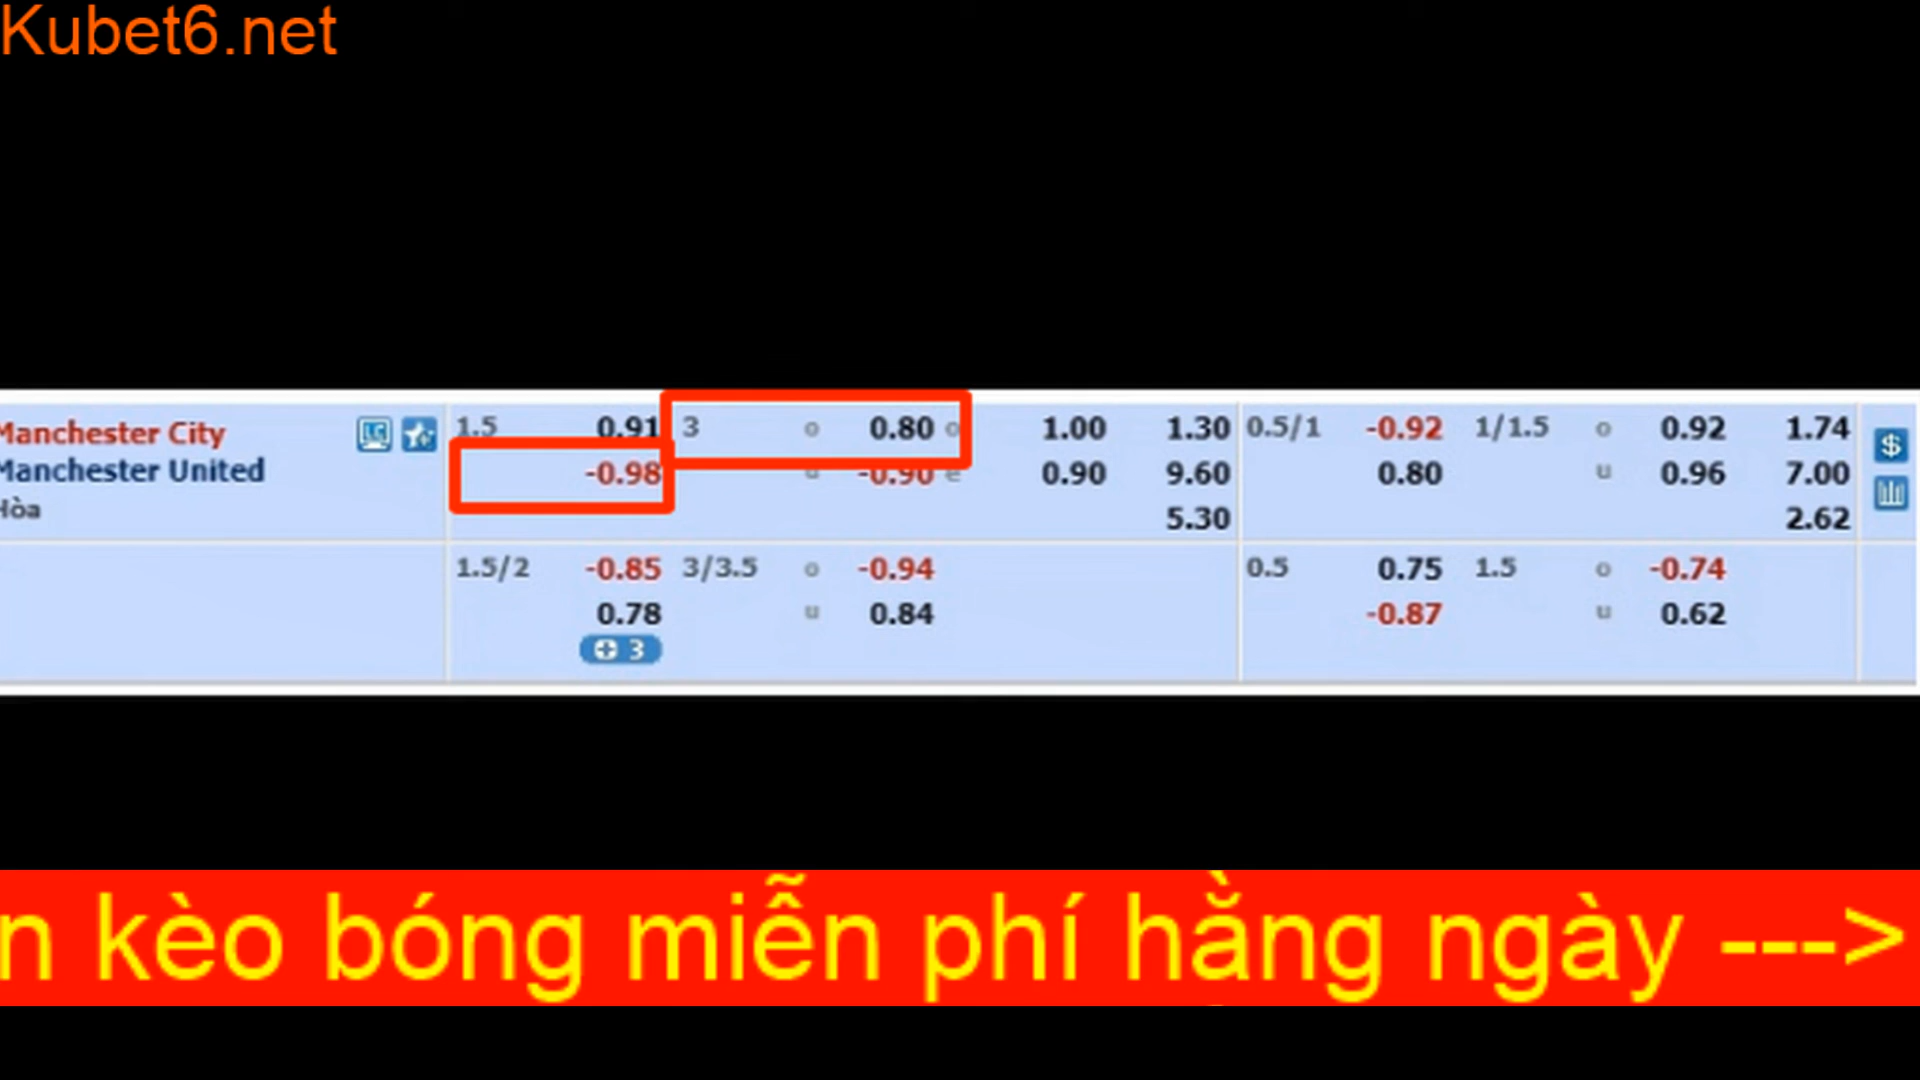 Kubet6.net
Manchester City 1.5 0.91 3 o 0.80 o 1.00 1.30 0.5/1 -0.92 1/1.5 o 0.92 1.74 $
Manchester United -0.98 u -0.90 e 0.90 9.60 0.80 u 0.96 7.00
Hòa 5.30 2.62
1.5/2 -0.85 3/3.5 o -0.94 0.5 0.75 1.5 o -0.74
0.78 u 0.84 -0.87 u 0.62
3
n kèo bóng miễn phí hằng ngày --->